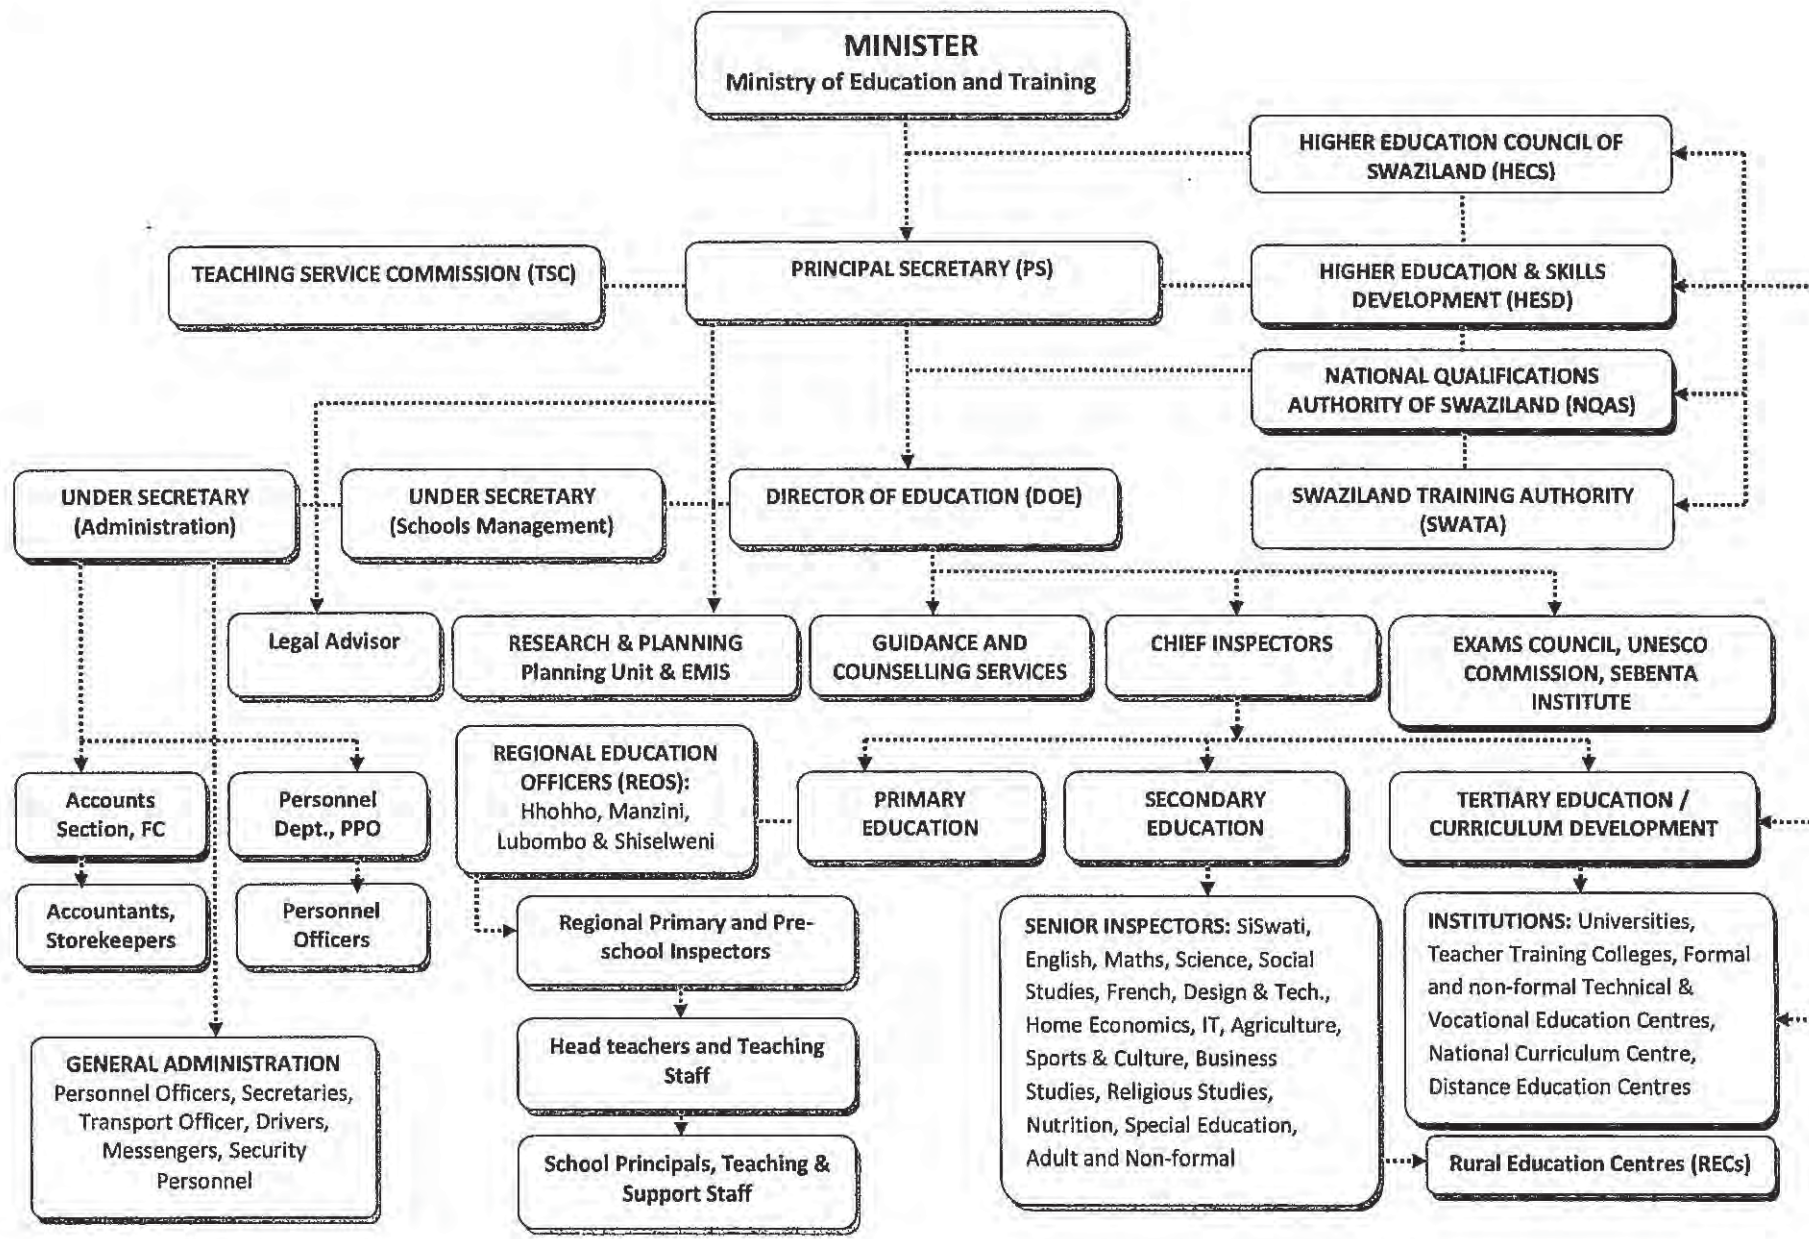 MINISTER
Ministry of Education and Training
HIGHER EDUCATION COUNCIL OF
SWAZILAND (HECS)
TEACHING SERVICE COMMISSION (TSC)
PRINCIPAL SECRETARY (PS)
HIGHER EDUCATION & SKILLS
DEVELOPMENT (HESD)
NATIONAL QUALIFICATIONS
AUTHORITY OF SWAZILAND (NQAS)
UNDER SECRETARY
(Administration)
UNDER SECRETARY
(Schools Management)
DIRECTOR OF EDUCATION (DOE)
SWAZILAND TRAINING AUTHORITY
(SWATA)
Legal Advisor
RESEARCH & PLANNING
Planning Unit & EMIS
GUIDANCE AND
COUNSELLING SERVICES
CHIEF INSPECTORS
EXAMS COUNCIL, UNESCO
COMMISSION, SEBENTA
INSTITUTE
Accounts
Section, FC
Personnel
Dept., PPO
REGIONAL EDUCATION
OFFICERS (REOS):
Hhohho, Manzini,
Lubombo & Shiselweni
PRIMARY
EDUCATION
SECONDARY
EDUCATION
TERTIARY EDUCATION /
CURRICULUM DEVELOPMENT
Accountants,
Storekeepers
Personnel
Officers
Regional Primary and Pre-
school Inspectors
SENIOR INSPECTORS: SiSwati,
English, Maths, Science, Social
Studies, French, Design & Tech.,
Home Economics, IT, Agriculture,
Sports & Culture, Business
Studies, Religious Studies,
Nutrition, Special Education,
Adult and Non-formal
INSTITUTIONS: Universities,
Teacher Training Colleges, Formal
and non-formal Technical &
Vocational Education Centres,
National Curriculum Centre,
Distance Education Centres
GENERAL ADMINISTRATION
Personnel Officers, Secretaries,
Transport Officer, Drivers,
Messengers, Security
Personnel
Head teachers and Teaching
Staff
School Principals, Teaching &
Support Staff
Rural Education Centres (RECs)